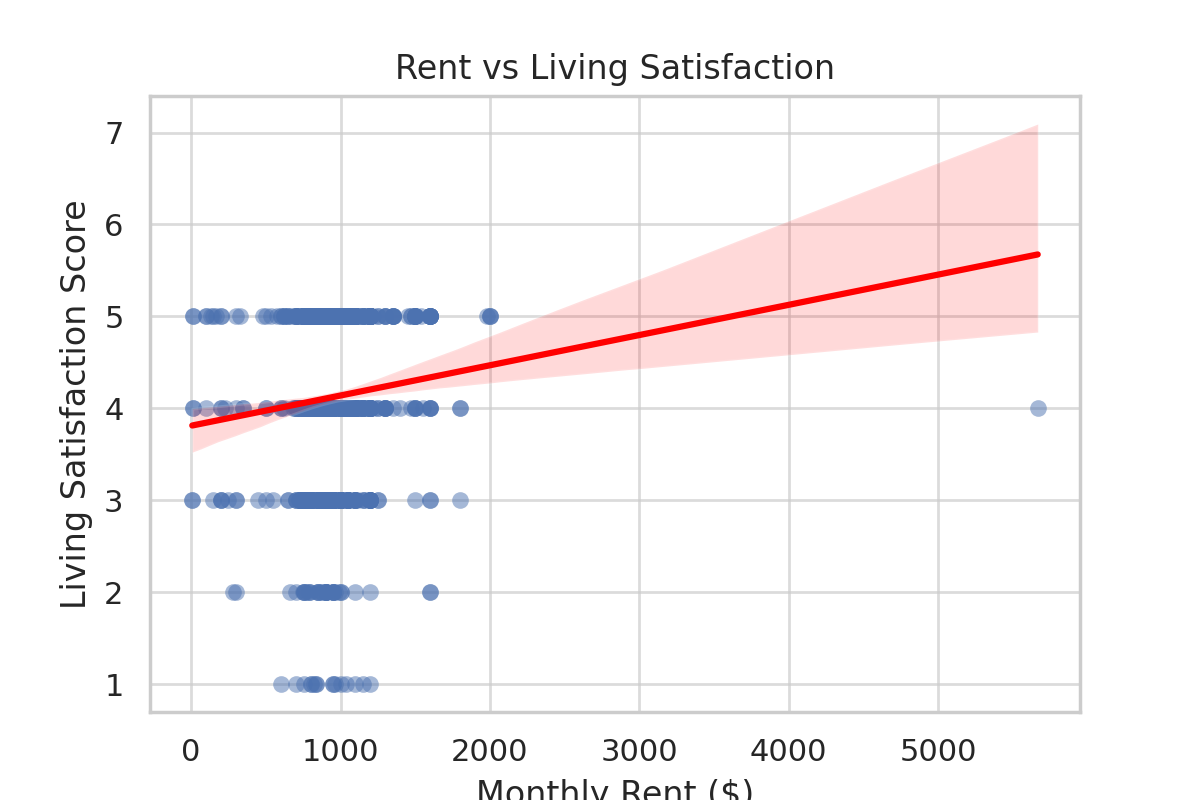 Rent vs Living Satisfaction
Living Satisfaction Score
7
6
5
4
3
2
1
0 1000 2000 3000 4000 5000
Monthly Rent ($)